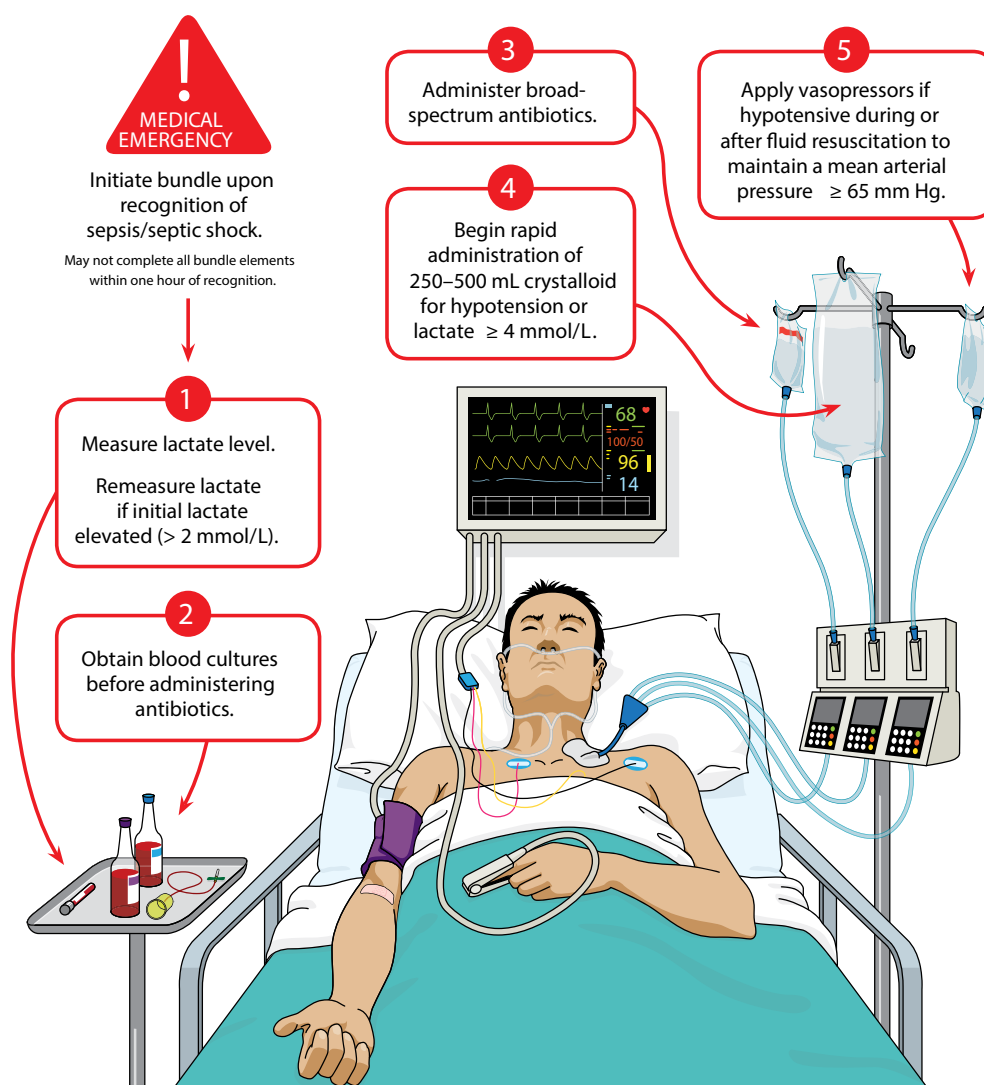 !
MEDICAL
EMERGENCY
Initiate bundle upon
recognition of
sepsis/septic shock.
May not complete all bundle elements
within one hour of recognition.
1
Measure lactate level.
Remeasure lactate
if initial lactate
elevated (> 2 mmol/L).
2
Obtain blood cultures
before administering
antibiotics.
3
Administer broad-
spectrum antibiotics.
4
Begin rapid
administration of
250–500 mL crystalloid
for hypotension or
lactate ≥ 4 mmol/L.
5
Apply vasopressors if
hypotensive during or
after fluid resuscitation to
maintain a mean arterial
pressure ≥ 65 mm Hg.
68
100/50
96
14